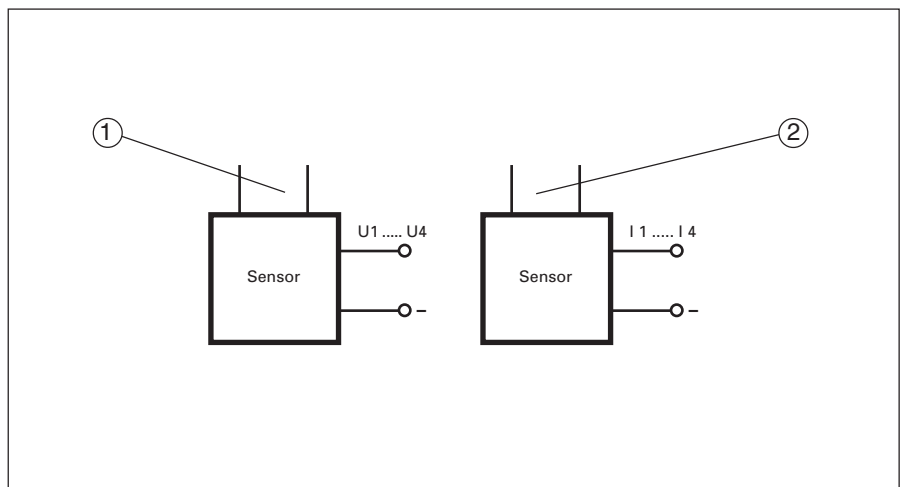 1
2
U1 ..... U4
I 1 ..... I 4
Sensor
Sensor
–
–